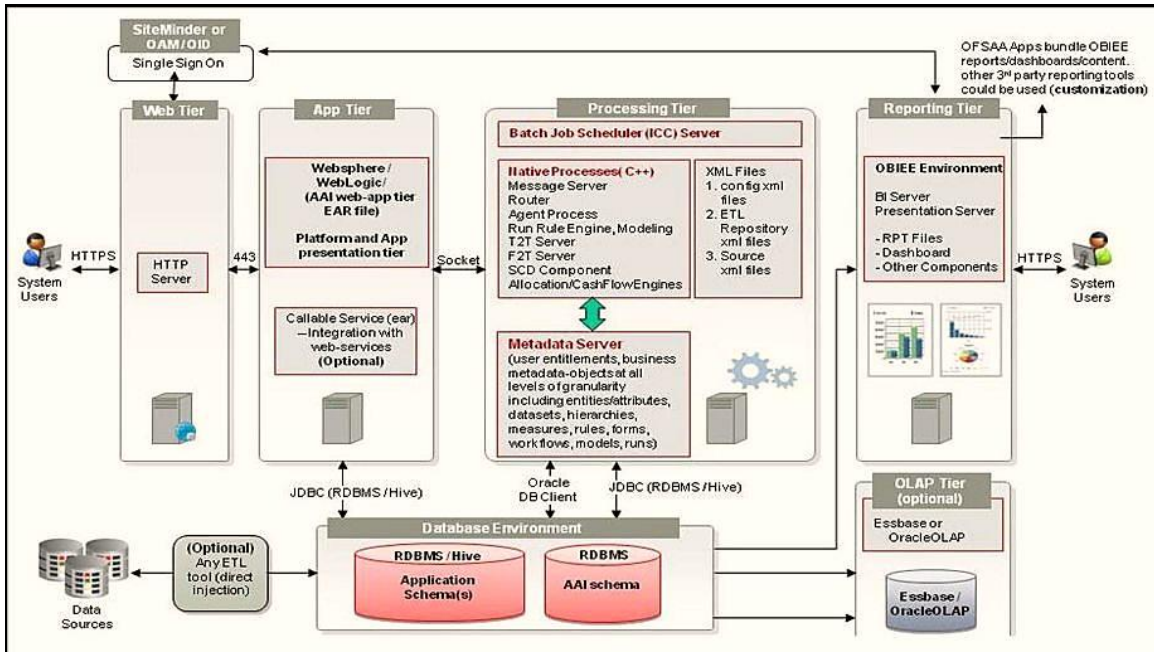 SiteMinder or
OAM/OID
Single Sign On
OFSAA Apps bundle OBIEE
reports/dashboards/content.
other 3rd party reporting tools
could be used (customization)
Web Tier
HTTP
Server
App Tier
Websphere /
WebLogic/
(AAI web-app tier
EAR file)
Platform and App
presentation tier
Callable Service (ear)
–Integration with
web-services
(Optional)
Processing Tier
Batch Job Scheduler (ICC) Server
Native Processes( C++)
Message Server
Router
Agent Process
Run Rule Engine, Modeling
T2T Server
F2T Server
SCD Component
Allocation/CashFlowEngines
XML Files
1. config xml
files
2. ETL
Repository
xml files
3. Source
xml files
Metadata Server
(user entitlements, business
metadata-objects at all
levels of granularity
including entities/attributes,
datasets, hierarchies,
measures, rules, forms,
workflows, models, runs)
Reporting Tier
OBIEE Environment
BI Server
Presentation Server
- RPT Files
- Dashboard
- Other Components
System
Users
HTTPS
443
Socket
HTTPS
System
Users
JDBC (RDBMS /Hive)
Oracle
DB Client
JDBC (RDBMS /Hive)
OLAP Tier
(optional)
Essbase or
OracleOLAP
Essbase /
OracleOLAP
Database Environment
RDBMS / Hive
Application
Schema(s)
RDBMS
AAI schema
(Optional)
Any ETL
tool (direct
injection)
Data
Sources